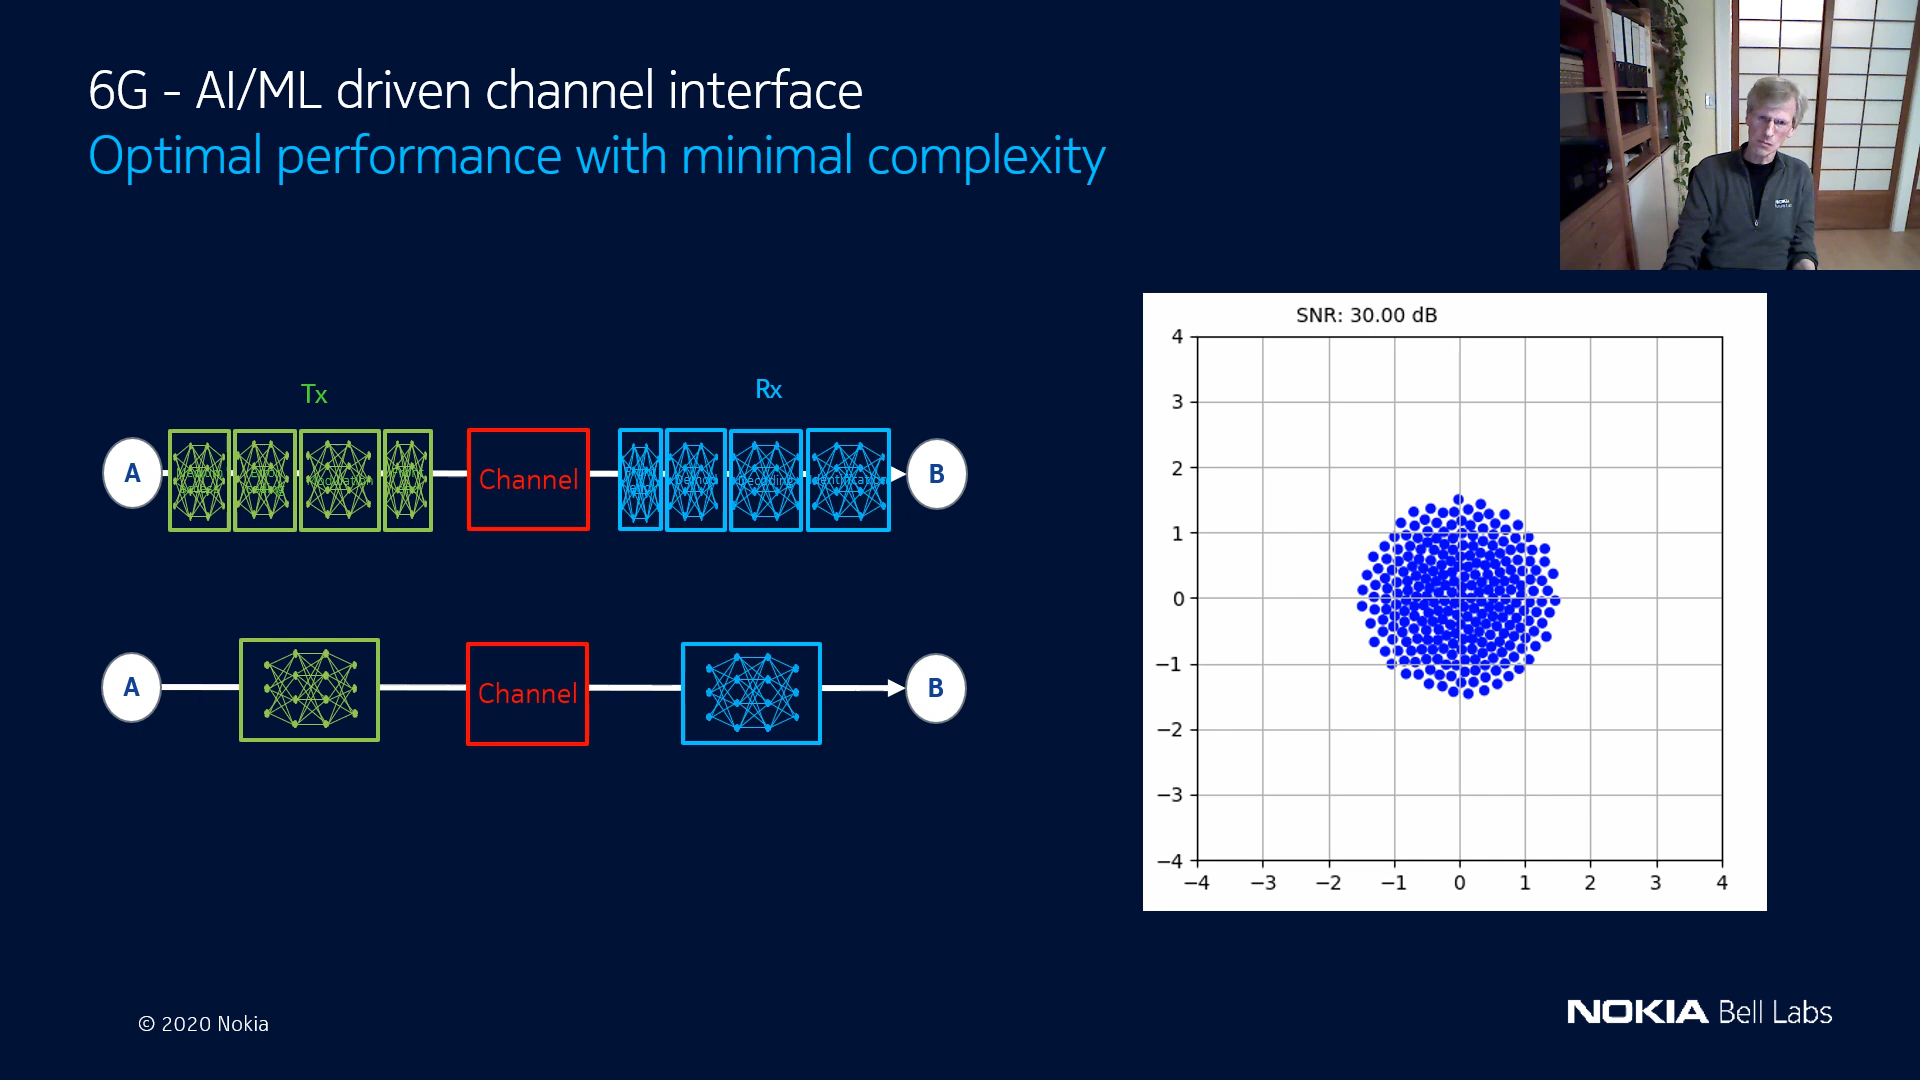 6G - AI/ML driven channel interface
Optimal performance with minimal complexity
NOKIA
Tx
Rx
A
Channel
Decoding
B
A
Channel
B
SNR: 30.00 dB
4
3
2
1
0
−1
−2
−3
−4
−4 −3 −2 −1 0 1 2 3 4
© 2020 Nokia
NOKIA Bell Labs